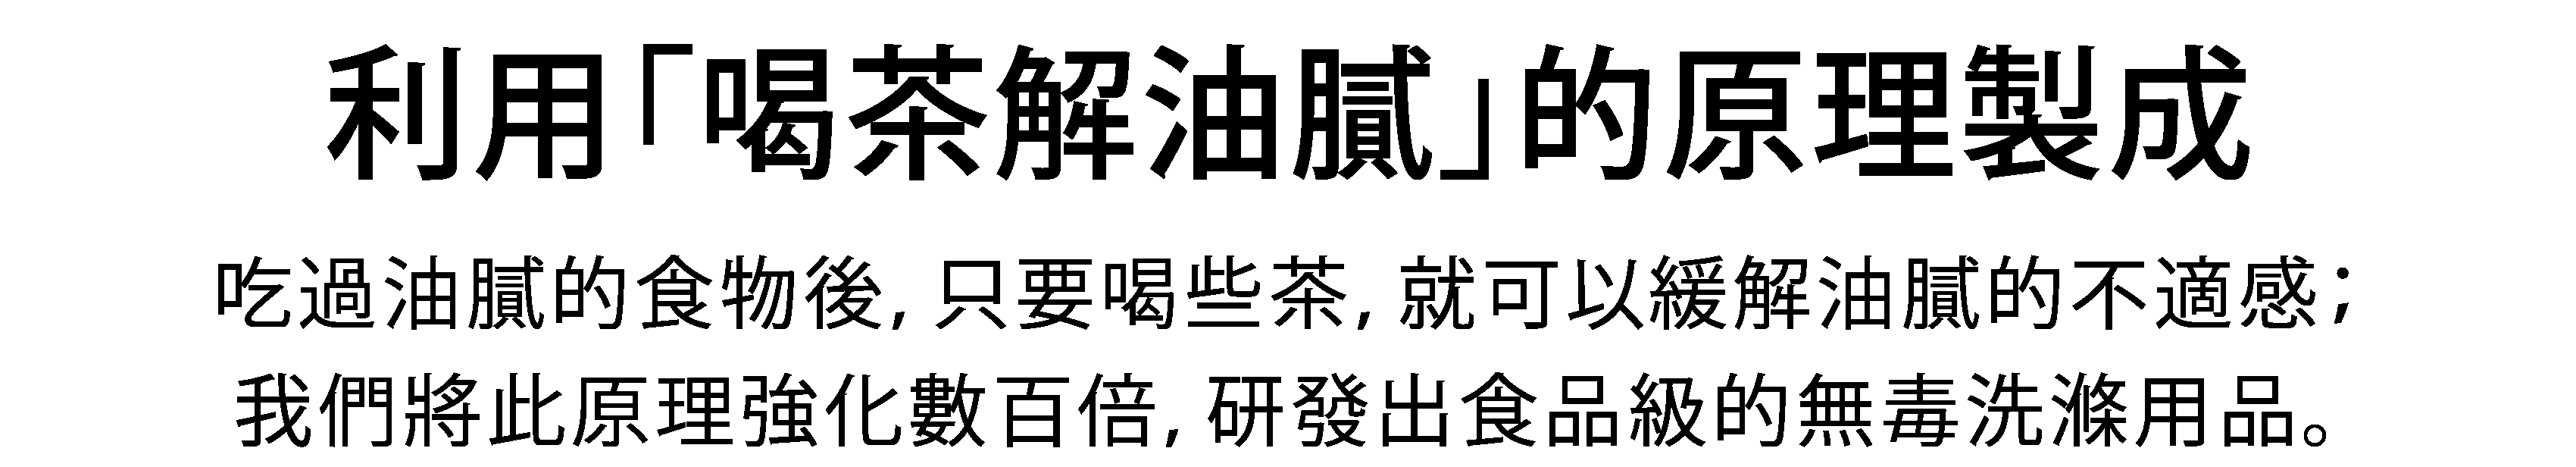 利用「喝茶解油膩」的原理製成
吃過油膩的食物後，只要喝些茶，就可以緩解油膩的不適感；
我們將此原理強化數百倍，研發出食品級的無毒洗滌用品。